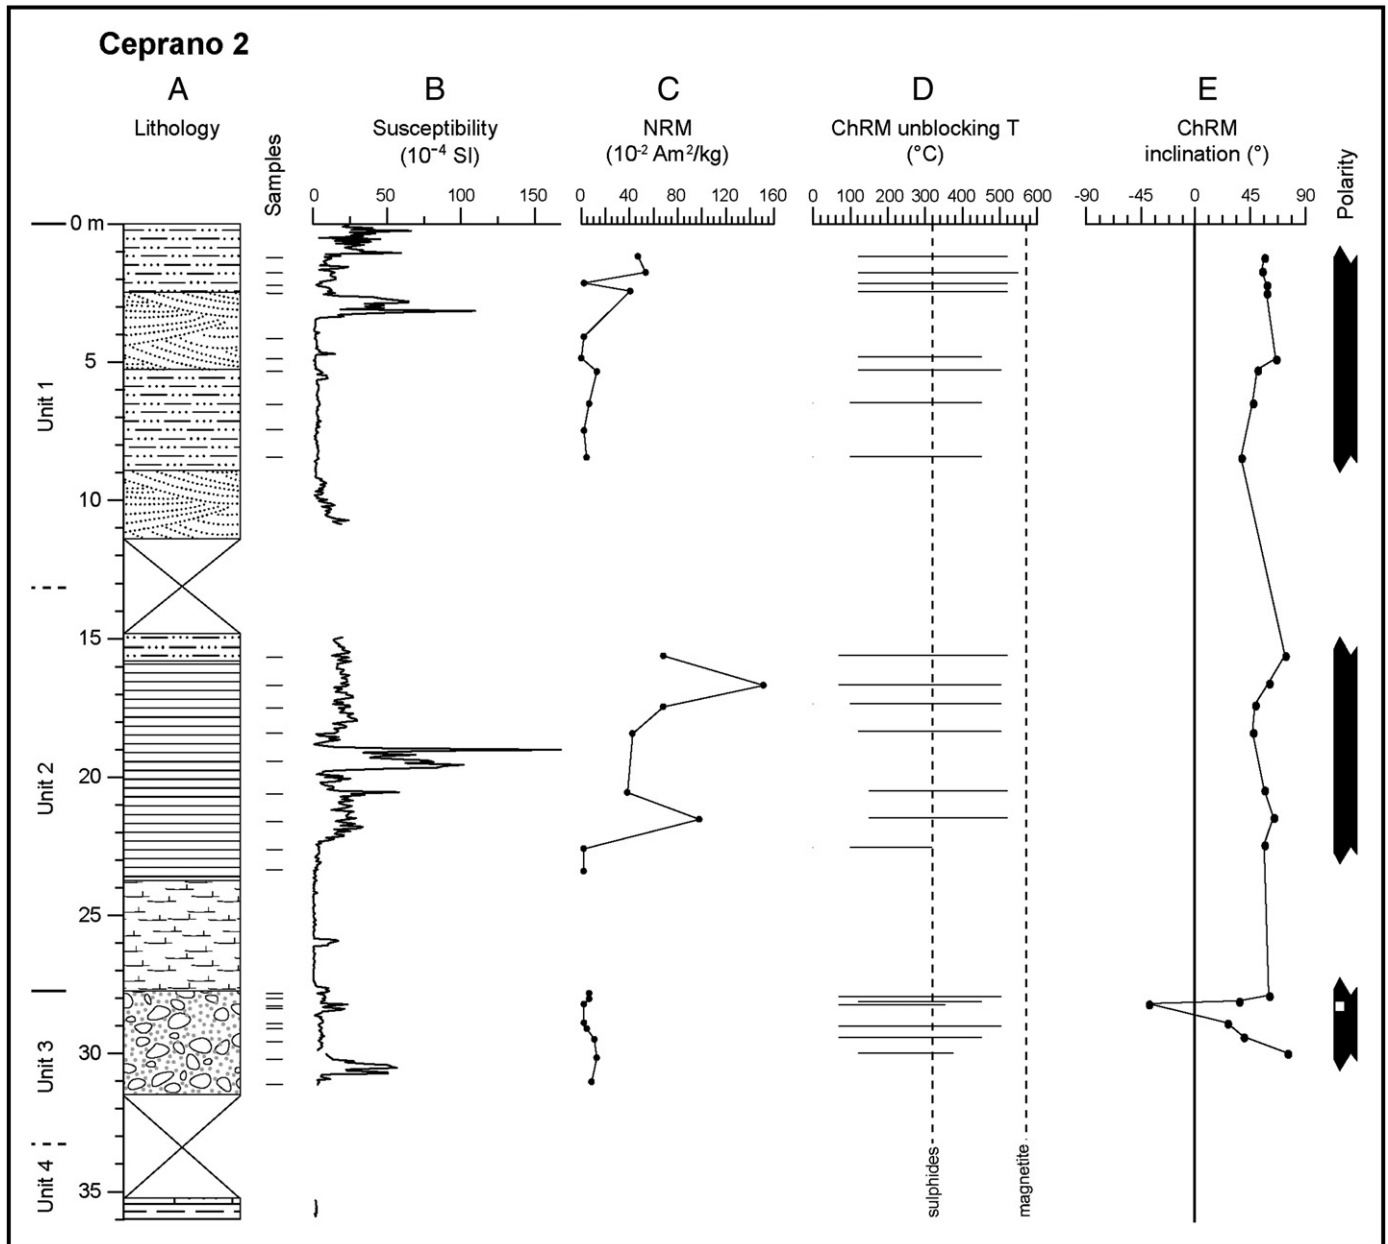 Ceprano 2
A
B
C
D
E
Lithology
Samples
Susceptibility
(10⁻⁴ SI)
NRM
(10⁻² Am²/kg)
ChRM unblocking T
(°C)
ChRM
inclination (°)
Polarity
0 50 100 150
0 40 80 120 160
0 100 200 300 400 500 600
-90 -45 0 45 90
0 m
5
10
15
20
25
30
35
Unit 1
Unit 2
Unit 3
Unit 4
sulphides
magnetite